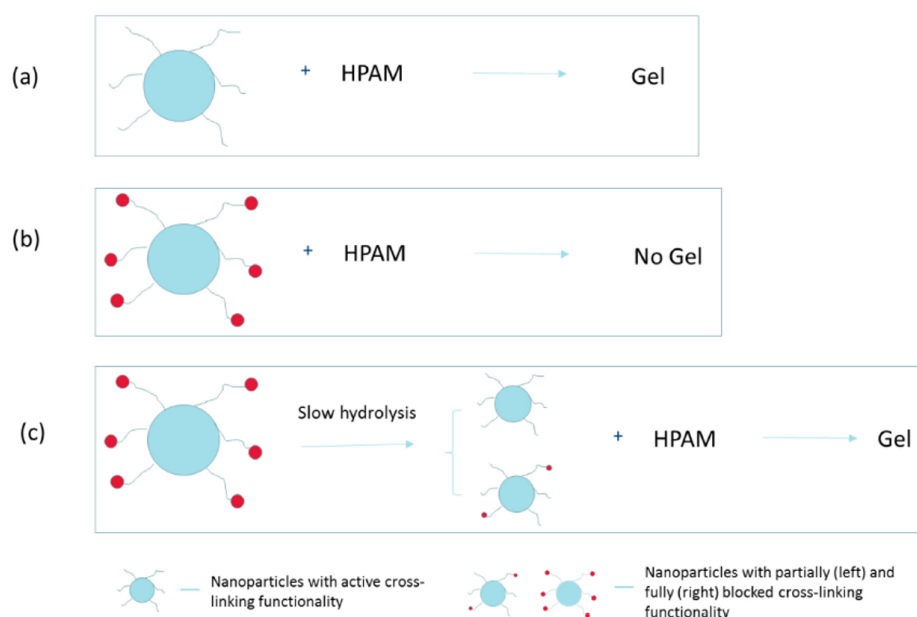 (a)
+ HPAM
Gel
(b)
+ HPAM
No Gel
(c)
Slow hydrolysis
+ HPAM
Gel
Nanoparticles with active cross-
linking functionality
Nanoparticles with partially (left) and
fully (right) blocked cross-linking
functionality